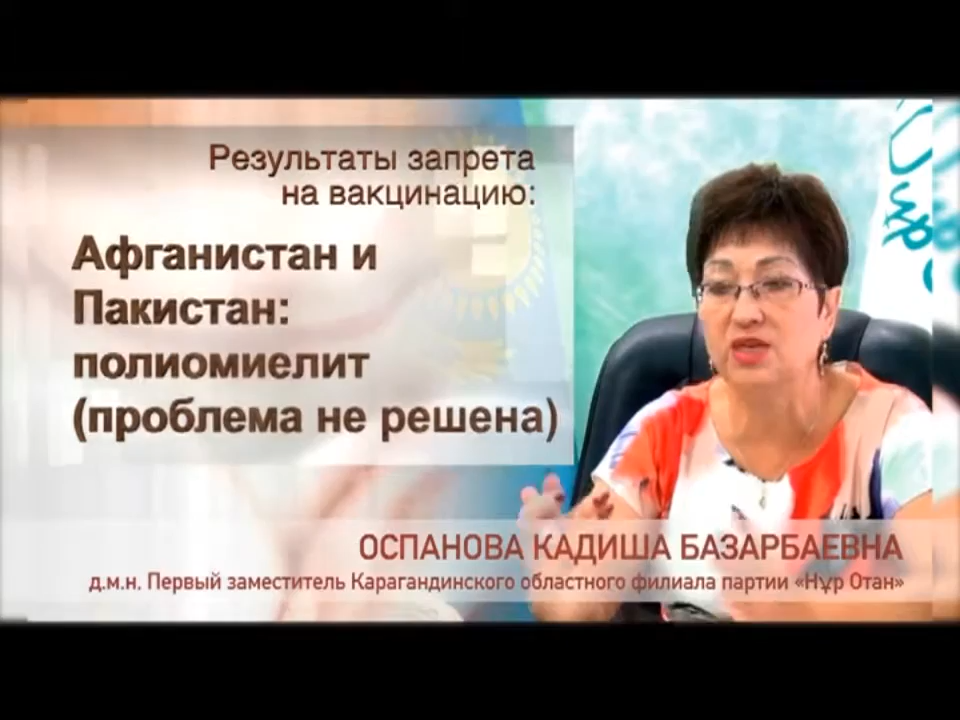 Результаты запрета
на вакцинацию:
Афганистан и
Пакистан:
полиомиелит
(проблема не решена)
ОСПАНОВА КАДИША БАЗАРБАЕВНА
д.м.н. Первый заместитель Карагандинского областного филиала партии «Нұр Отан»